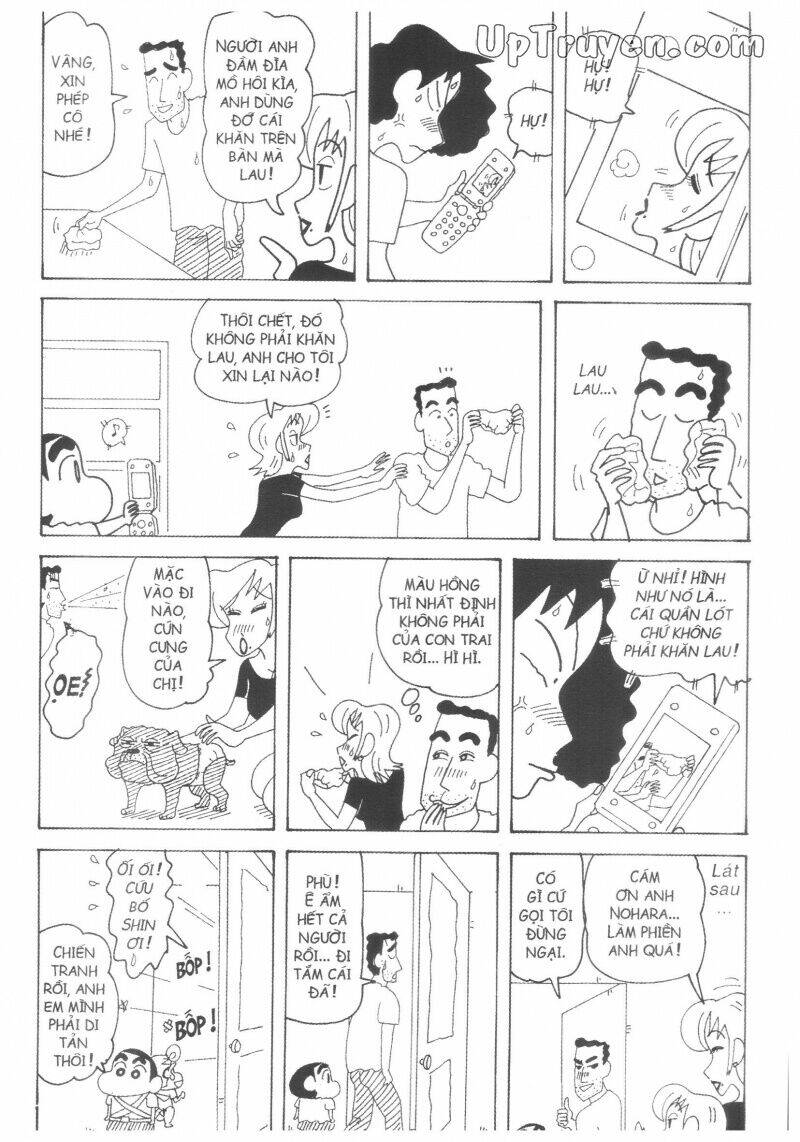 UpTruyen.com
HỰ!
HỰ!
HỰ!
NGƯỜI ANH
ĐẦM ĐÌA
MỒ HÔI KÌA,
ANH DÙNG
ĐỠ CÁI
KHĂN TRÊN
BÀN MÀ
LAU!
VÂNG,
XIN
PHÉP
CÔ
NHÉ!
LAU
LAU...
THÔI CHẾT, ĐÓ
KHÔNG PHẢI KHĂN
LAU, ANH CHO TÔI
XIN LẠI NÀO!
Ừ NHỈ! HÌNH
NHƯ NÓ LÀ...
CÁI QUẦN LÓT
CHỨ KHÔNG
PHẢI KHĂN LAU!
MÀU HỒNG
THÌ NHẤT ĐỊNH
KHÔNG PHẢI
CỦA CON TRAI
RỒI... HÌ HÌ.
MẶC
VÀO ĐI
NÀO,
CÚN
CƯNG
CỦA
CHỊ!
OE!
Lát
sau
...
CÁM
ƠN ANH
NOHARA...
LÀM PHIỀN
ANH QUÁ!
CÓ
GÌ CỨ
GỌI TÔI
ĐỪNG
NGẠI.
PHÙ!
Ê ẨM
HẾT CẢ
NGƯỜI
RỒI... ĐI
TẮM CÁI
ĐÃ!
ỐI ỐI!
CỨU
BỐ
SHIN
ƠI!
BỐP!
BỐP!
CHIẾN
TRANH
RỒI, ANH
EM MÌNH
PHẢI DI
TẢN
THÔI!